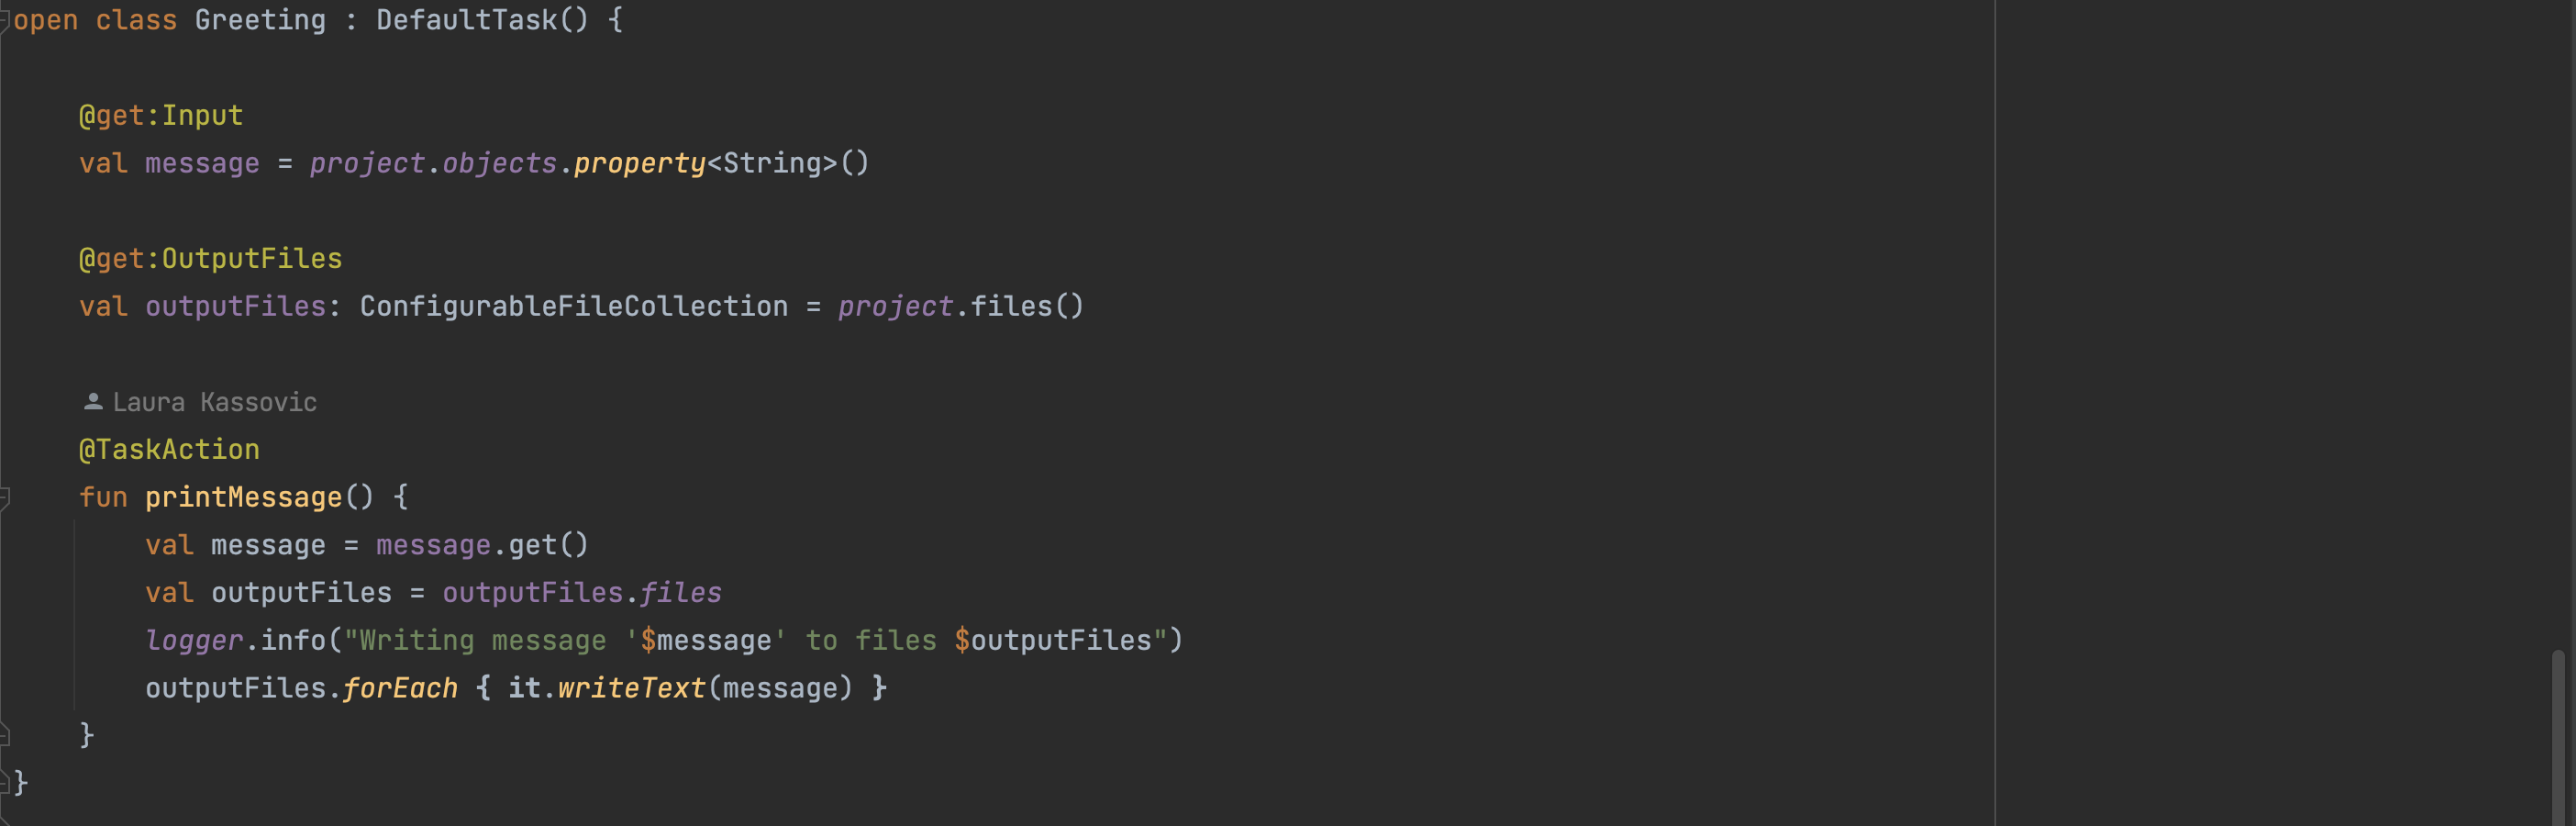 open class Greeting : DefaultTask() {
@get:Input
val message = project.objects.property<String>()
@get:OutputFiles
val outputFiles: ConfigurableFileCollection = project.files()
Laura Kassovic
@TaskAction
fun printMessage() {
val message = message.get()
val outputFiles = outputFiles.files
logger.info("Writing message '$message' to files $outputFiles")
outputFiles.forEach { it.writeText(message) }
}
}